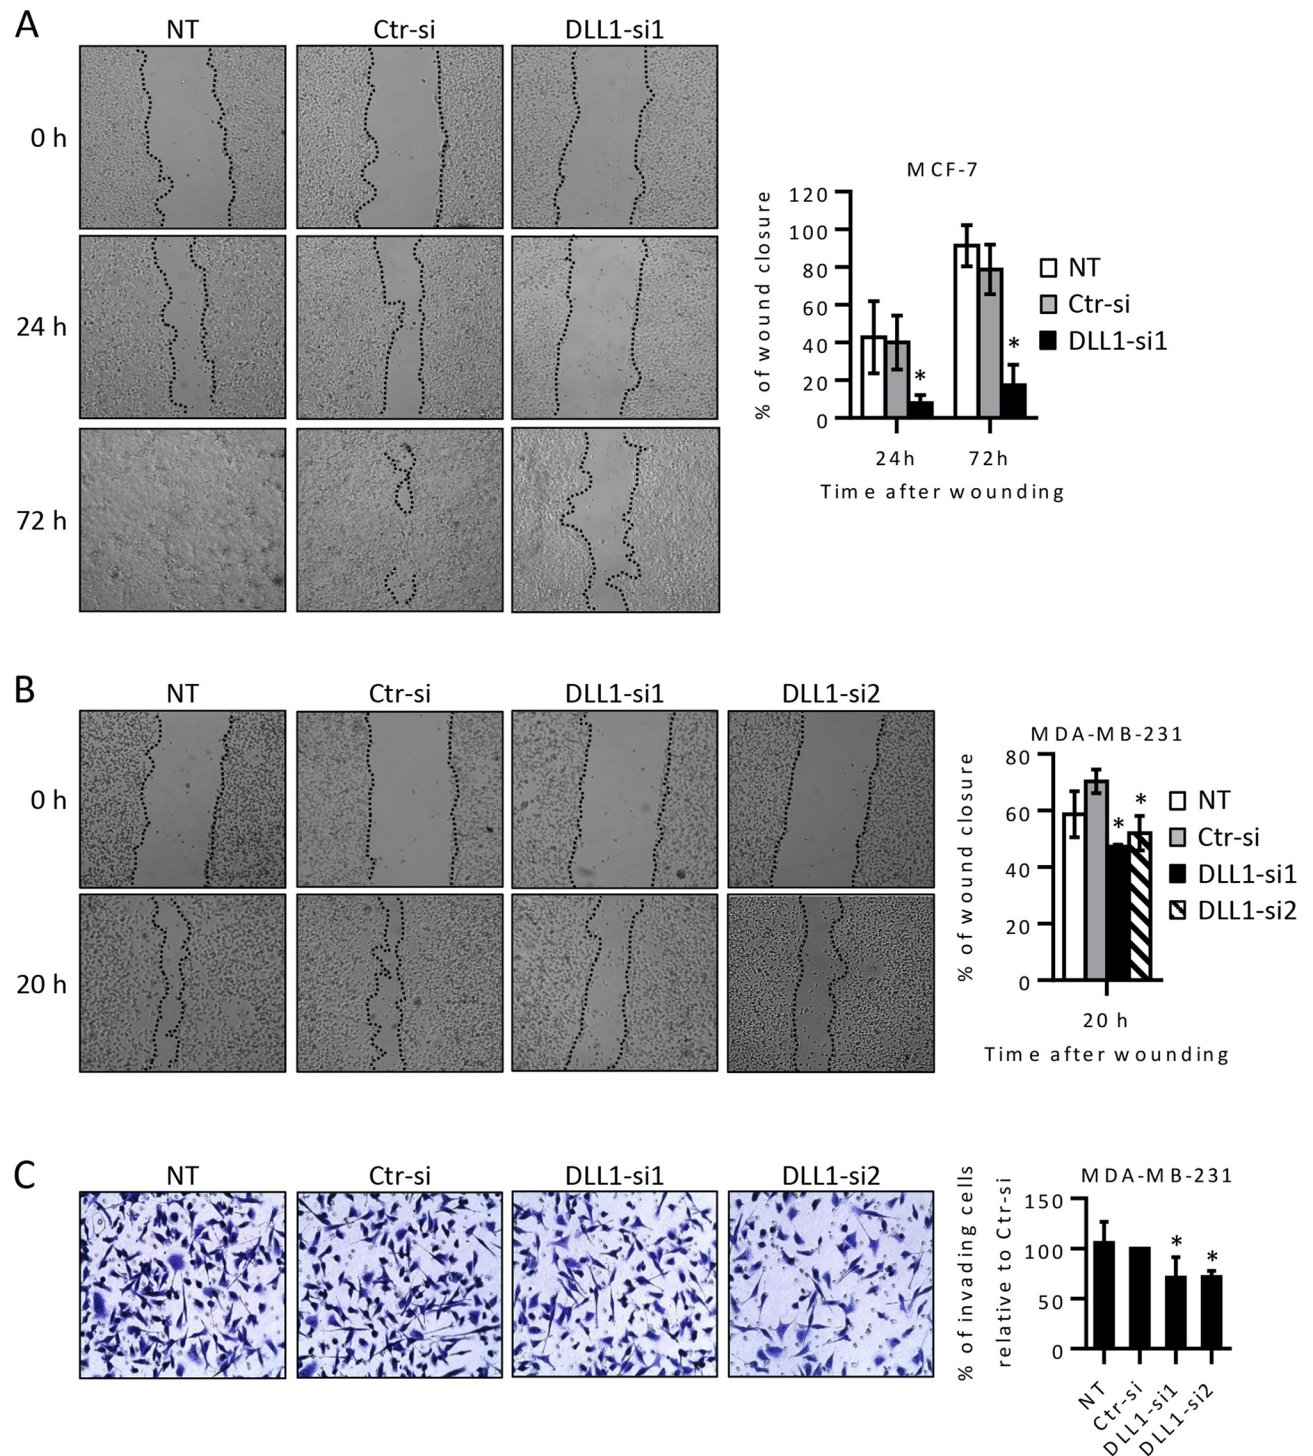 A
NT Ctr-si DLL1-si1
0 h
24 h
72 h
MCF-7
% of wound closure
120
100
80
60
40
20
0
*
*
24h 72h
Time after wounding
NT
Ctr-si
DLL1-si1
B
NT Ctr-si DLL1-si1 DLL1-si2
0 h
20 h
MDA-MB-231
% of wound closure
80
60
40
20
0
* *
20 h
Time after wounding
NT
Ctr-si
DLL1-si1
DLL1-si2
C
NT Ctr-si DLL1-si1 DLL1-si2
MDA-MB-231
% of invading cells
relative to Ctr-si
150
100
50
0
* *
NT
Ctr-si
DLL1-si1
DLL1-si2